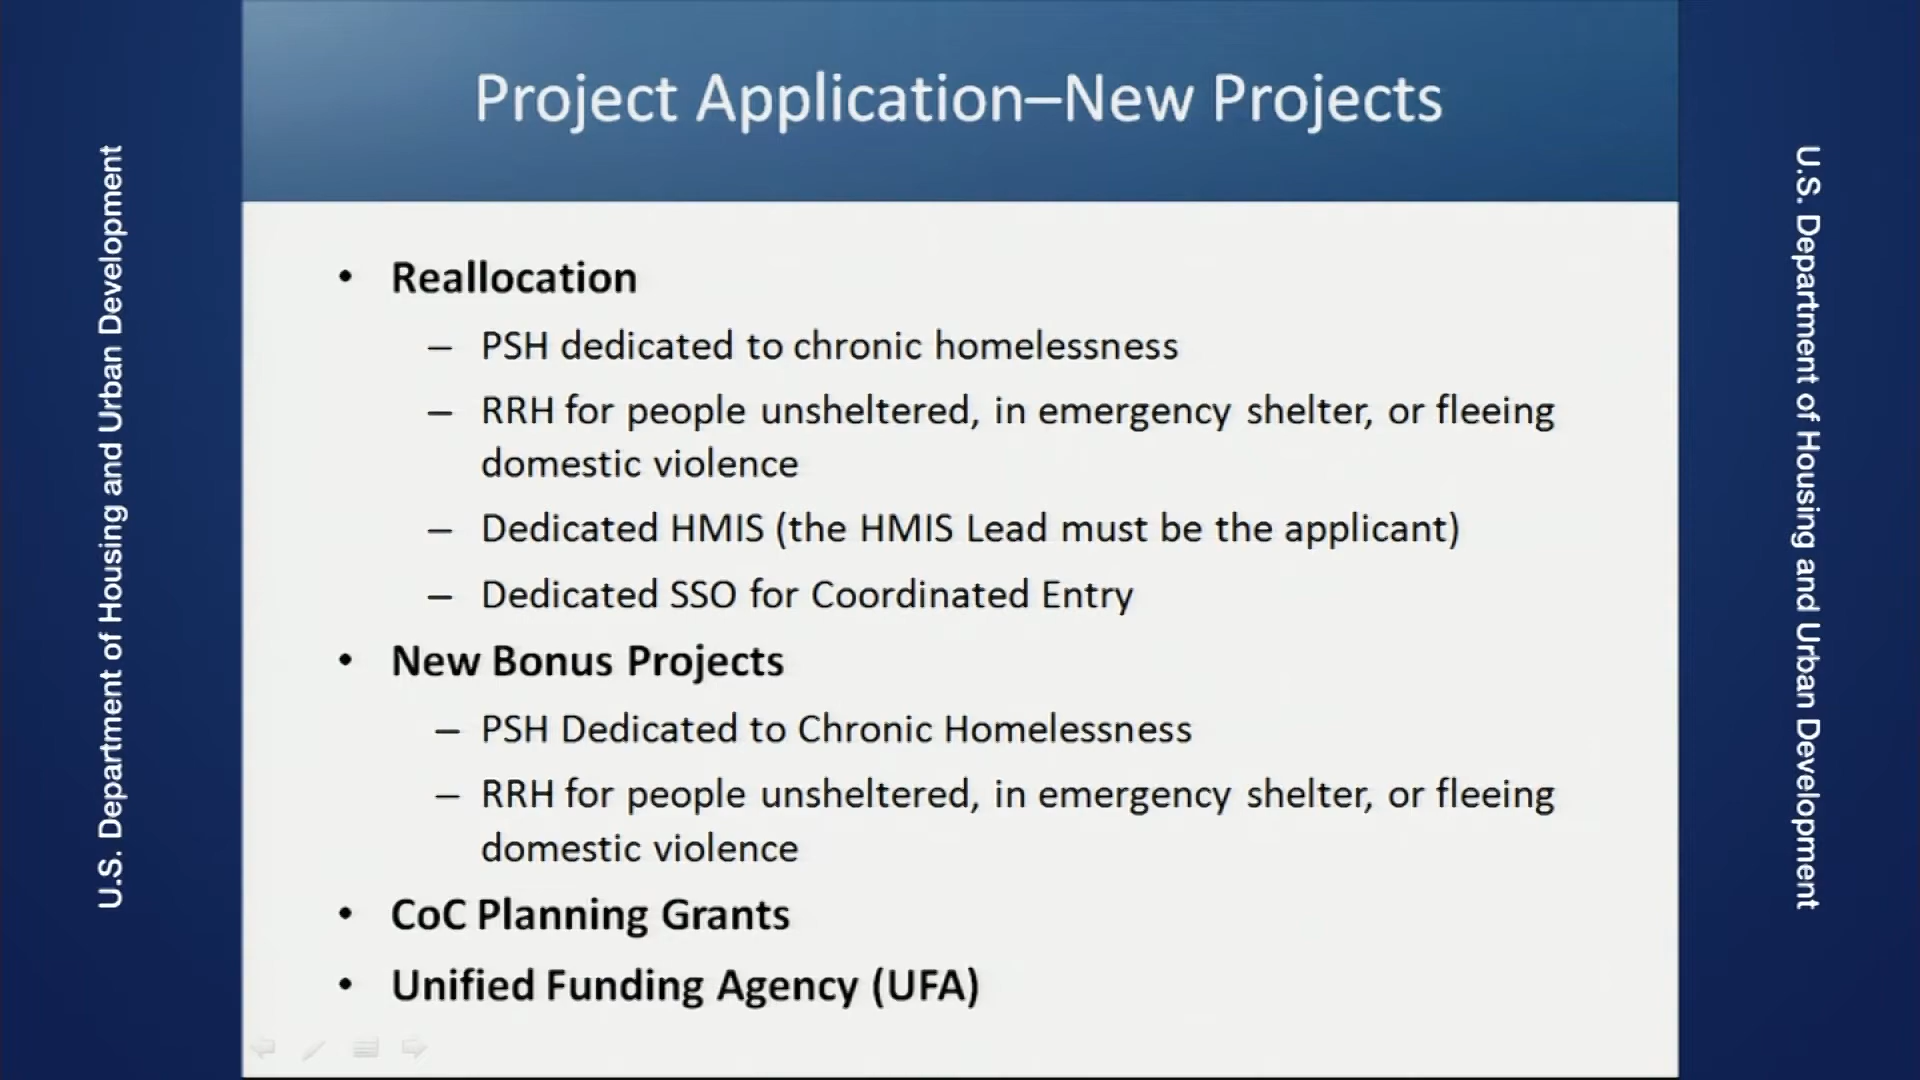 Project Application–New Projects
U.S. Department of Housing and Urban Development
• Reallocation
– PSH dedicated to chronic homelessness
– RRH for people unsheltered, in emergency shelter, or fleeing
domestic violence
– Dedicated HMIS (the HMIS Lead must be the applicant)
– Dedicated SSO for Coordinated Entry
• New Bonus Projects
– PSH Dedicated to Chronic Homelessness
– RRH for people unsheltered, in emergency shelter, or fleeing
domestic violence
• CoC Planning Grants
• Unified Funding Agency (UFA)
U.S. Department of Housing and Urban Development